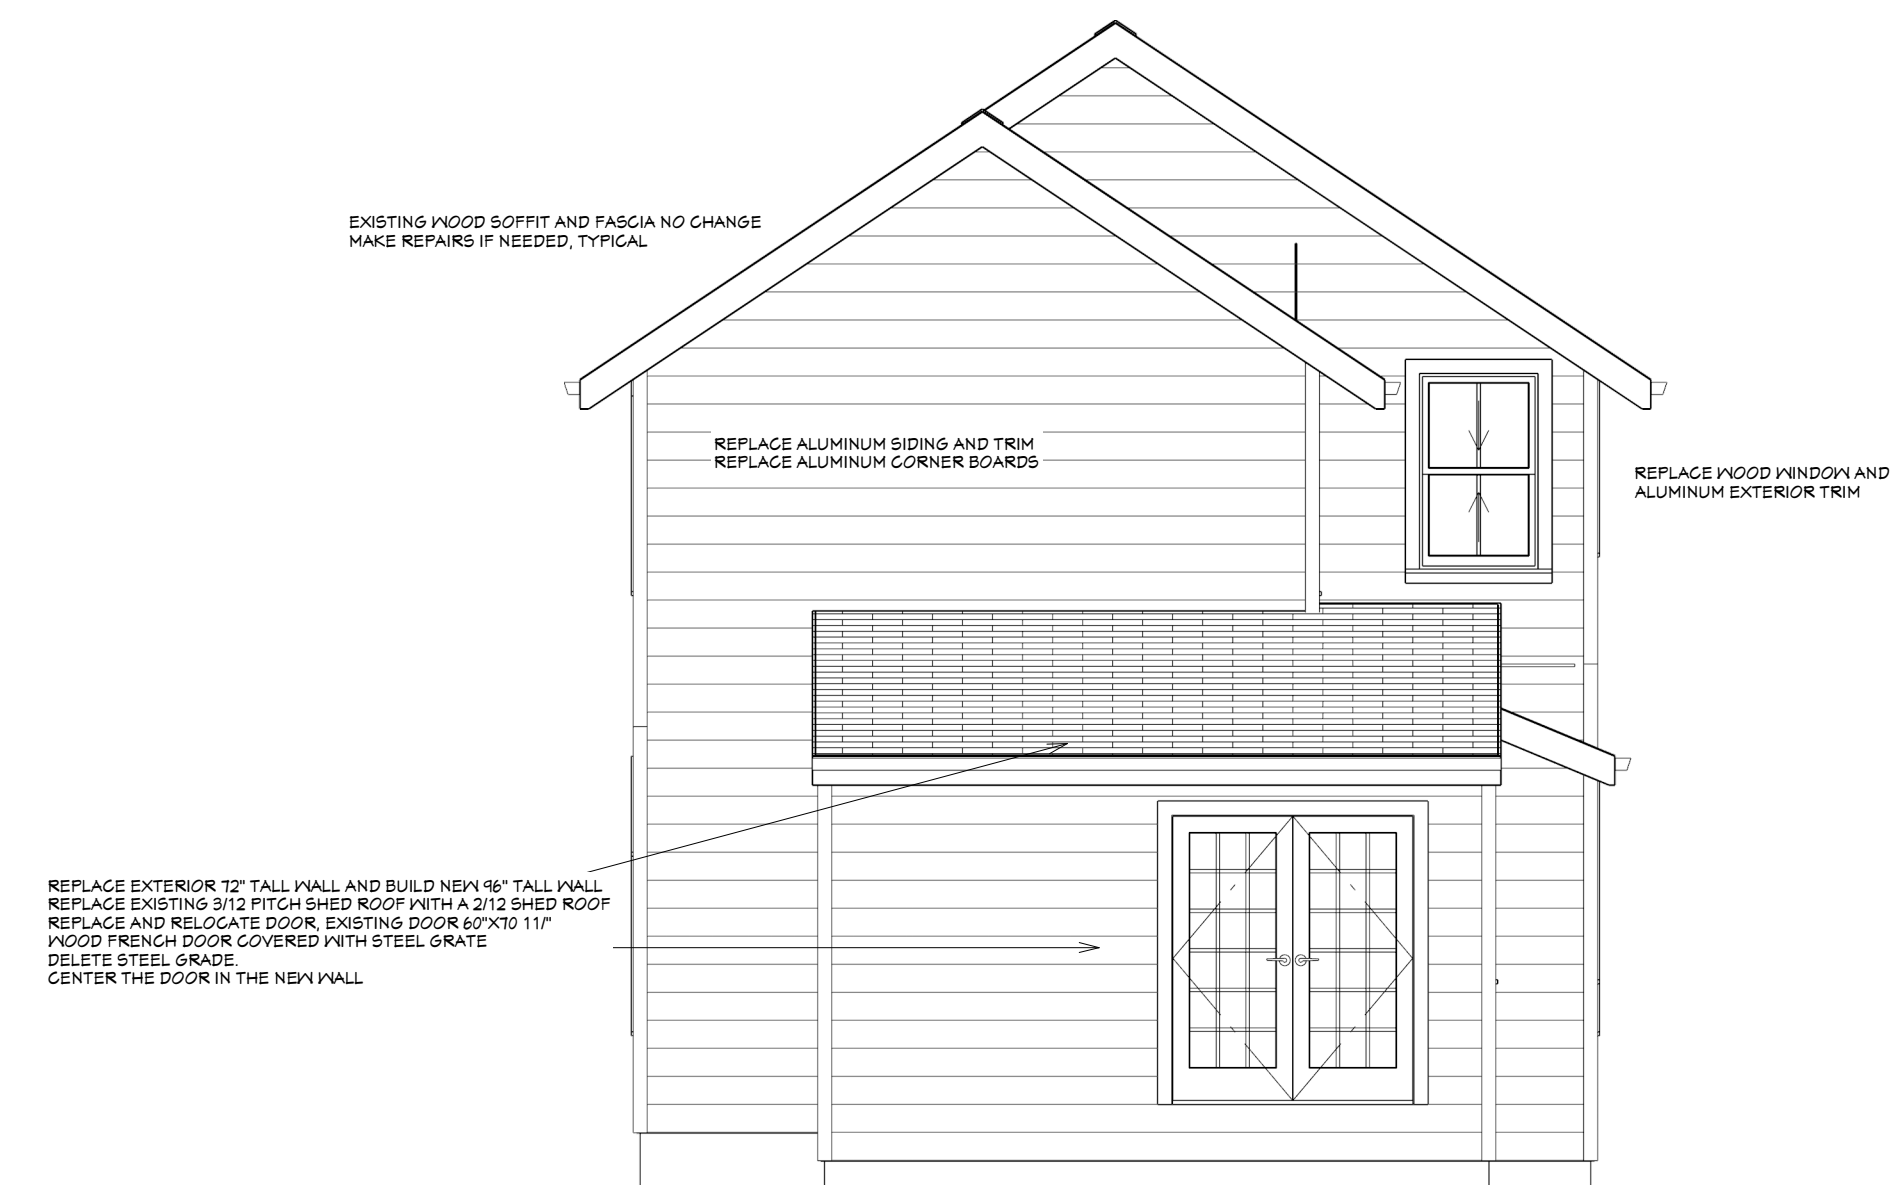 EXISTING WOOD SOFFIT AND FASCIA NO CHANGE
MAKE REPAIRS IF NEEDED, TYPICAL
REPLACE ALUMINUM SIDING AND TRIM
REPLACE ALUMINUM CORNER BOARDS
REPLACE WOOD WINDOW AND
ALUMINUM EXTERIOR TRIM
REPLACE EXTERIOR 72" TALL WALL AND BUILD NEW 96" TALL WALL
REPLACE EXISTING 3/12 PITCH SHED ROOF WITH A 2/12 SHED ROOF
REPLACE AND RELOCATE DOOR, EXISTING DOOR 60"X70 11/"
WOOD FRENCH DOOR COVERED WITH STEEL GRATE
DELETE STEEL GRADE.
CENTER THE DOOR IN THE NEW WALL